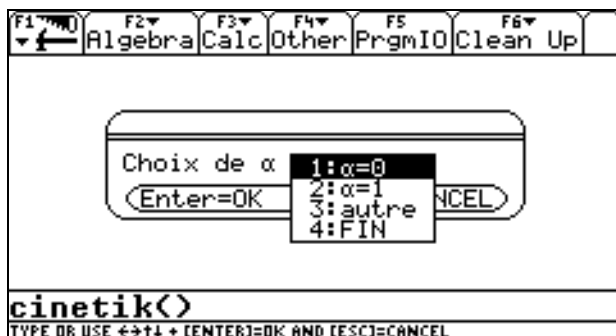 F1 F2 F3 F4 F5 F6
Algebra Calc Other PrgmIO Clean Up
Choix de α 1:α=0
2:α=1
Enter=OK 3:autre NCEL
4:FIN
cinetik()
TYPE OR USE ←→↑↓ + [ENTER]=OK AND [ESC]=CANCEL